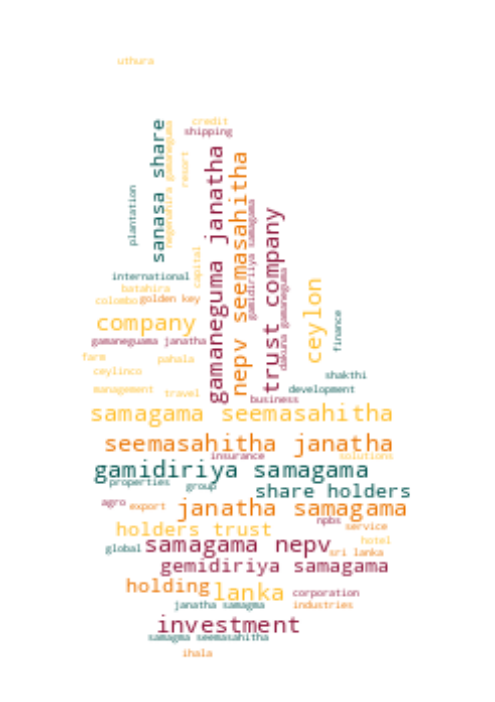 uthura
credit
shipping
sanasa share
negenahira gamaneguma
resort
plantation
gamaneguma janatha
nepv seemasahitha
gamidiriya samagama
trust company
dakuna gamaneguma
capital
international
batahira
colombo
golden key
company
ceylon
finance
gamaneguama janatha
farm
pahala
ceylinco
shakthi
management
travel
development
business
samagama seemasahitha
seemasahitha janatha
insurance
solutions
gamidiriya samagama
properties
group
share holders
agro
export
janatha samagama
npbs
service
holders trust
hotel
global
samagama nepv
sri lanka
gemidiriya samagama
holding
lanka
corporation
janatha samagma
industries
investment
samagma seemasahitha
ihala